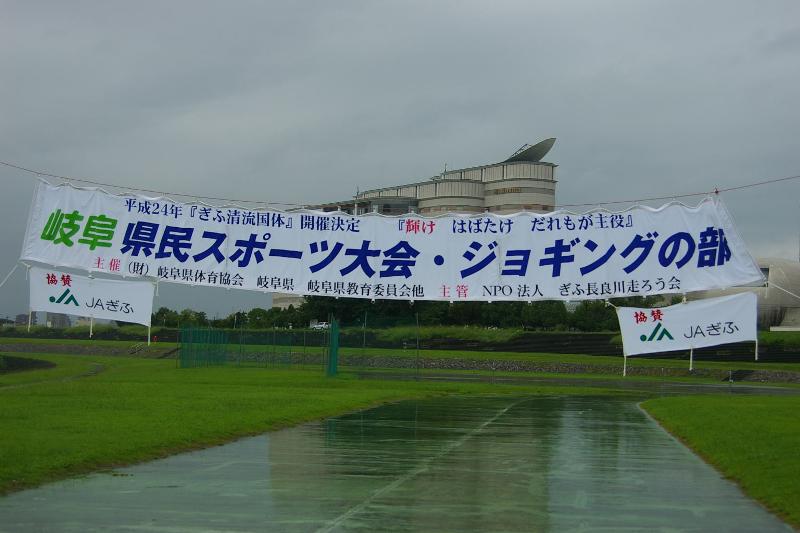 平成24年『ぎふ清流国体』開催決定 『輝け はばたけ だれもが主役』
岐阜県民スポーツ大会・ジョギングの部
主催(財)岐阜県体育協会 岐阜県 岐阜県教育委員会他 主管 NPO法人 ぎふ長良川走ろう会
協賛
JAぎふ
協賛
JAぎふ